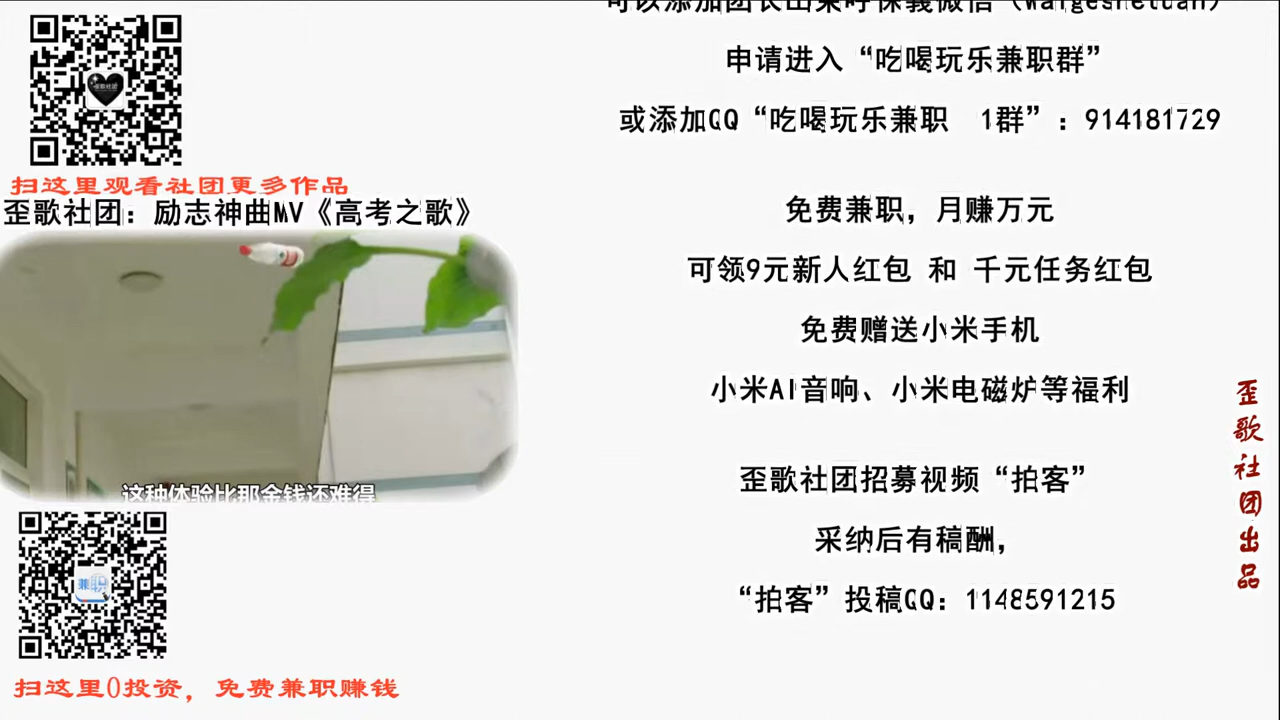 申请进入“吃喝玩乐兼职群”
或添加QQ“吃喝玩乐兼职 1群”：914181729
免费兼职，月赚万元
可领9元新人红包 和 千元任务红包
免费赠送小米手机
小米AI音响、小米电磁炉等福利
歪歌社团招募视频“拍客”
采纳后有稿酬，
“拍客”投稿QQ：1148591215
扫这里观看社团更多作品
歪歌社团：励志神曲MV《高考之歌》
这种体验比那金钱还难得
兼职
扫这里0投资，免费兼职赚钱
歪歌社团出品